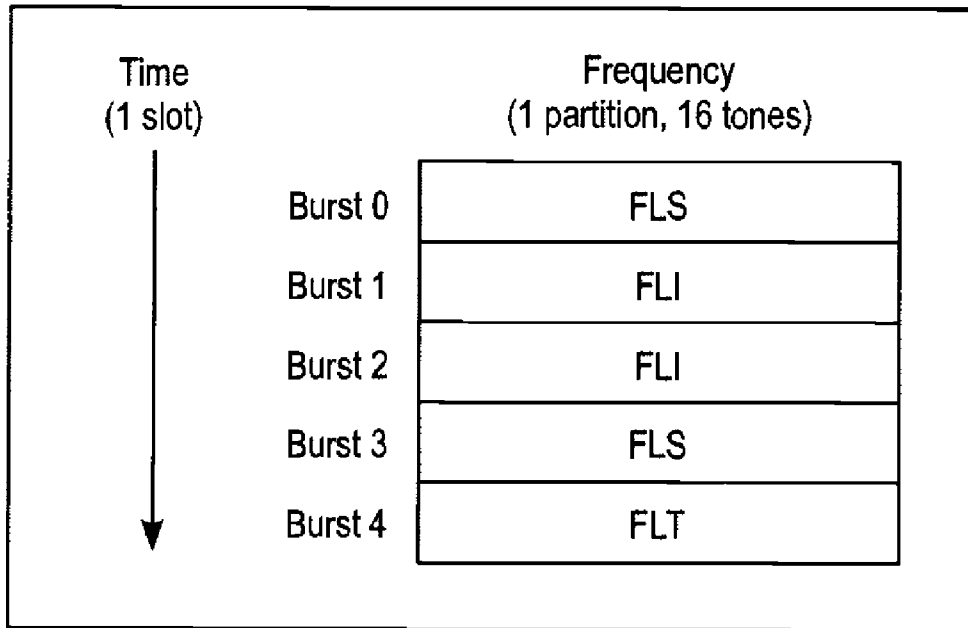 Time
(1 slot)
Frequency
(1 partition, 16 tones)
Burst 0 FLS
Burst 1 FLI
Burst 2 FLI
Burst 3 FLS
Burst 4 FLT